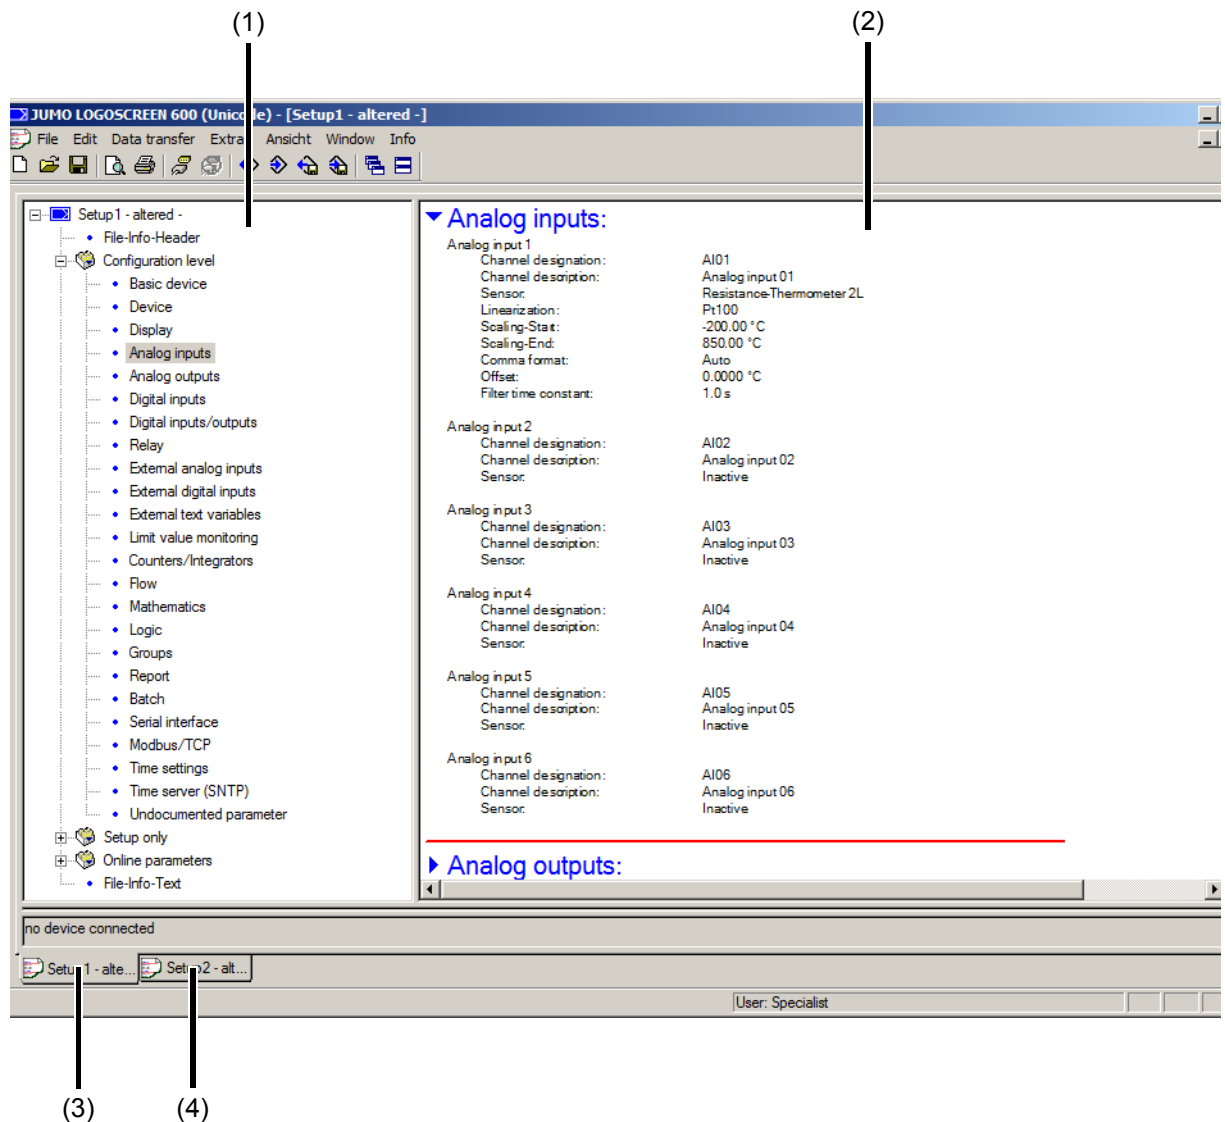 (1)
(2)
JUMO LOGOSCREEN 600 (Unicode) - [Setup1 - altered -]
File Edit Data transfer Extra Ansicht Window Info
Setup1 - altered -
File-Info-Header
Configuration level
Basic device
Device
Display
Analog inputs
Analog outputs
Digital inputs
Digital inputs/outputs
Relay
External analog inputs
External digital inputs
External text variables
Limit value monitoring
Counters/Integrators
Flow
Mathematics
Logic
Groups
Report
Batch
Serial interface
Modbus/TCP
Time settings
Time server (SNTP)
Undocumented parameter
Setup only
Online parameters
File-Info-Text
Analog inputs:
Analog input 1
Channel designation: AI01
Channel description: Analog input 01
Sensor: Resistance-Thermometer 2L
Linearization: Pt100
Scaling-Start: -200.00 °C
Scaling-End: 850.00 °C
Comma format: Auto
Offset: 0.0000 °C
Filter time constant: 1.0 s
Analog input 2
Channel designation: AI02
Channel description: Analog input 02
Sensor: Inactive
Analog input 3
Channel designation: AI03
Channel description: Analog input 03
Sensor: Inactive
Analog input 4
Channel designation: AI04
Channel description: Analog input 04
Sensor: Inactive
Analog input 5
Channel designation: AI05
Channel description: Analog input 05
Sensor: Inactive
Analog input 6
Channel designation: AI06
Channel description: Analog input 06
Sensor: Inactive
Analog outputs:
no device connected
Setup1 - alte... Setup2 - alt...
User: Specialist
(3)
(4)